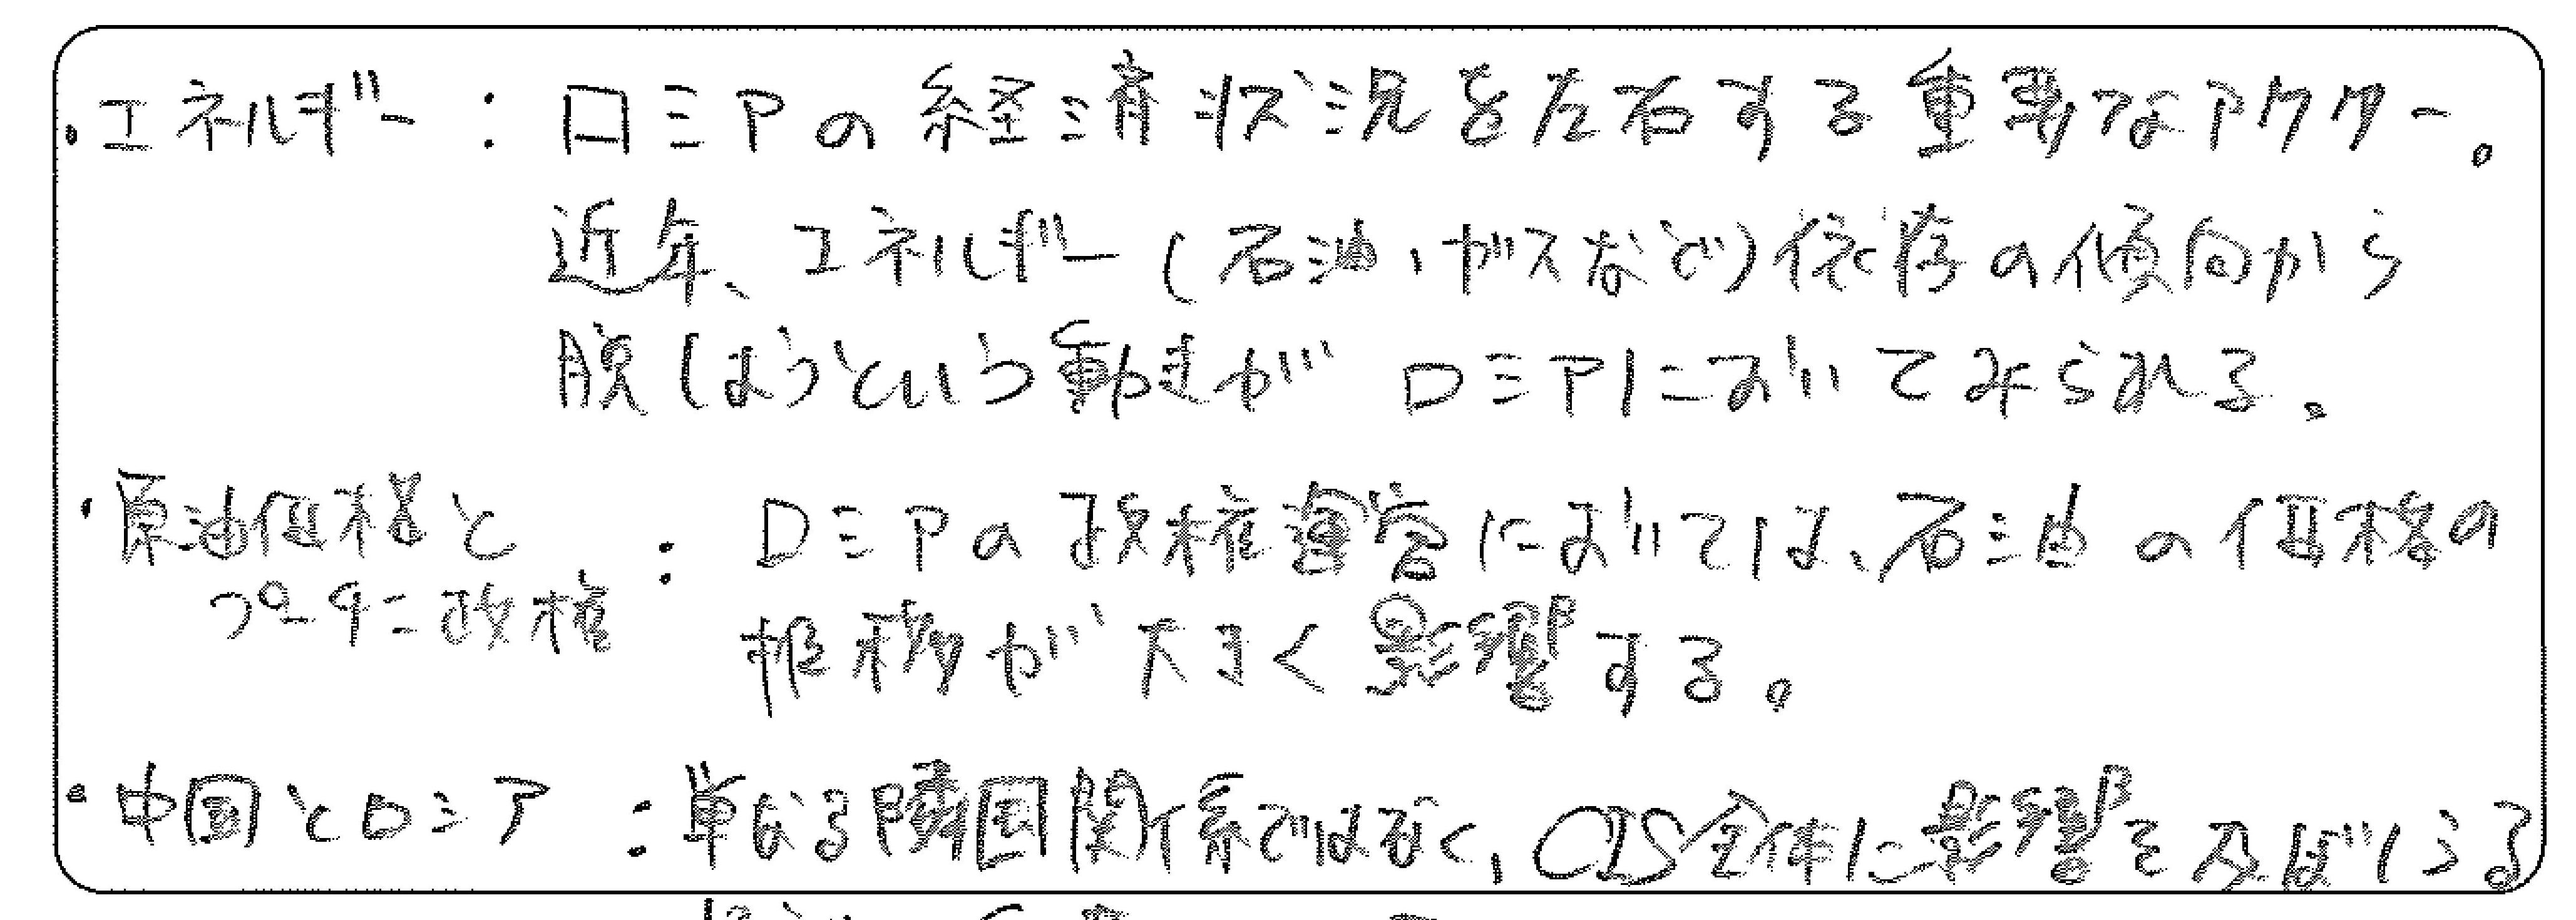 ・エネルギー：ロシアの経済状況を左右する重要なアクター。
近年、エネルギー(石油、ガスなど)依存の傾向から
脱しようという動きがロシアにおいてみられる。
・原油価格と
プーチン政権
：ロシアの政権運営においては、石油の価格の
推移が大きく影響する。
・中国とロシア：単なる隣国関係ではなく、CIS全体に影響を及ぼしうる